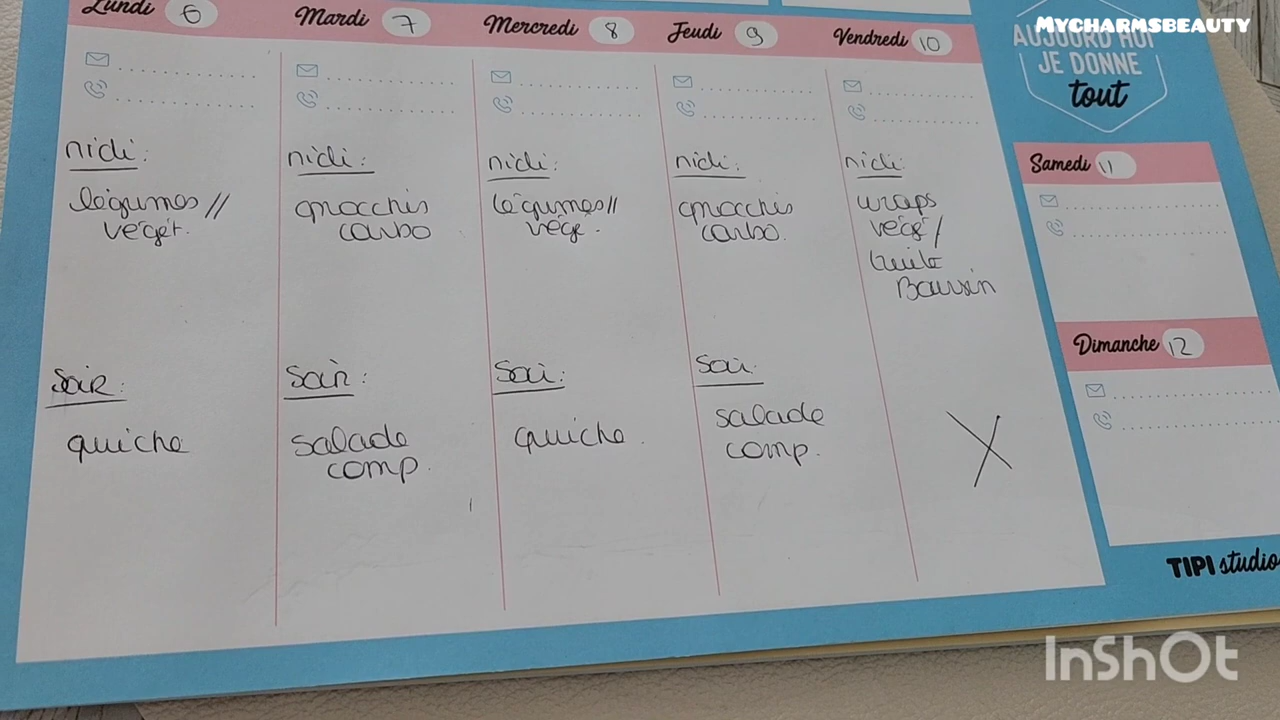 Lundi 6
Mardi 7
Mercredi 8
Jeudi 9
Vendredi 10
midi:
légumes //
végét.
midi:
gnocchis
carbo
midi:
légumes //
végé.
midi:
gnocchis
carbo.
midi:
wraps
végé /
truite
Boursin
soir:
quiche
soir:
salade
comp.
soir:
quiche.
soir:
salade
comp.
X
MYCHARMSBEAUTY
AUJOURD'HUI
JE DONNE
tout
Samedi 11
Dimanche 12
TIPI studio
InShOt